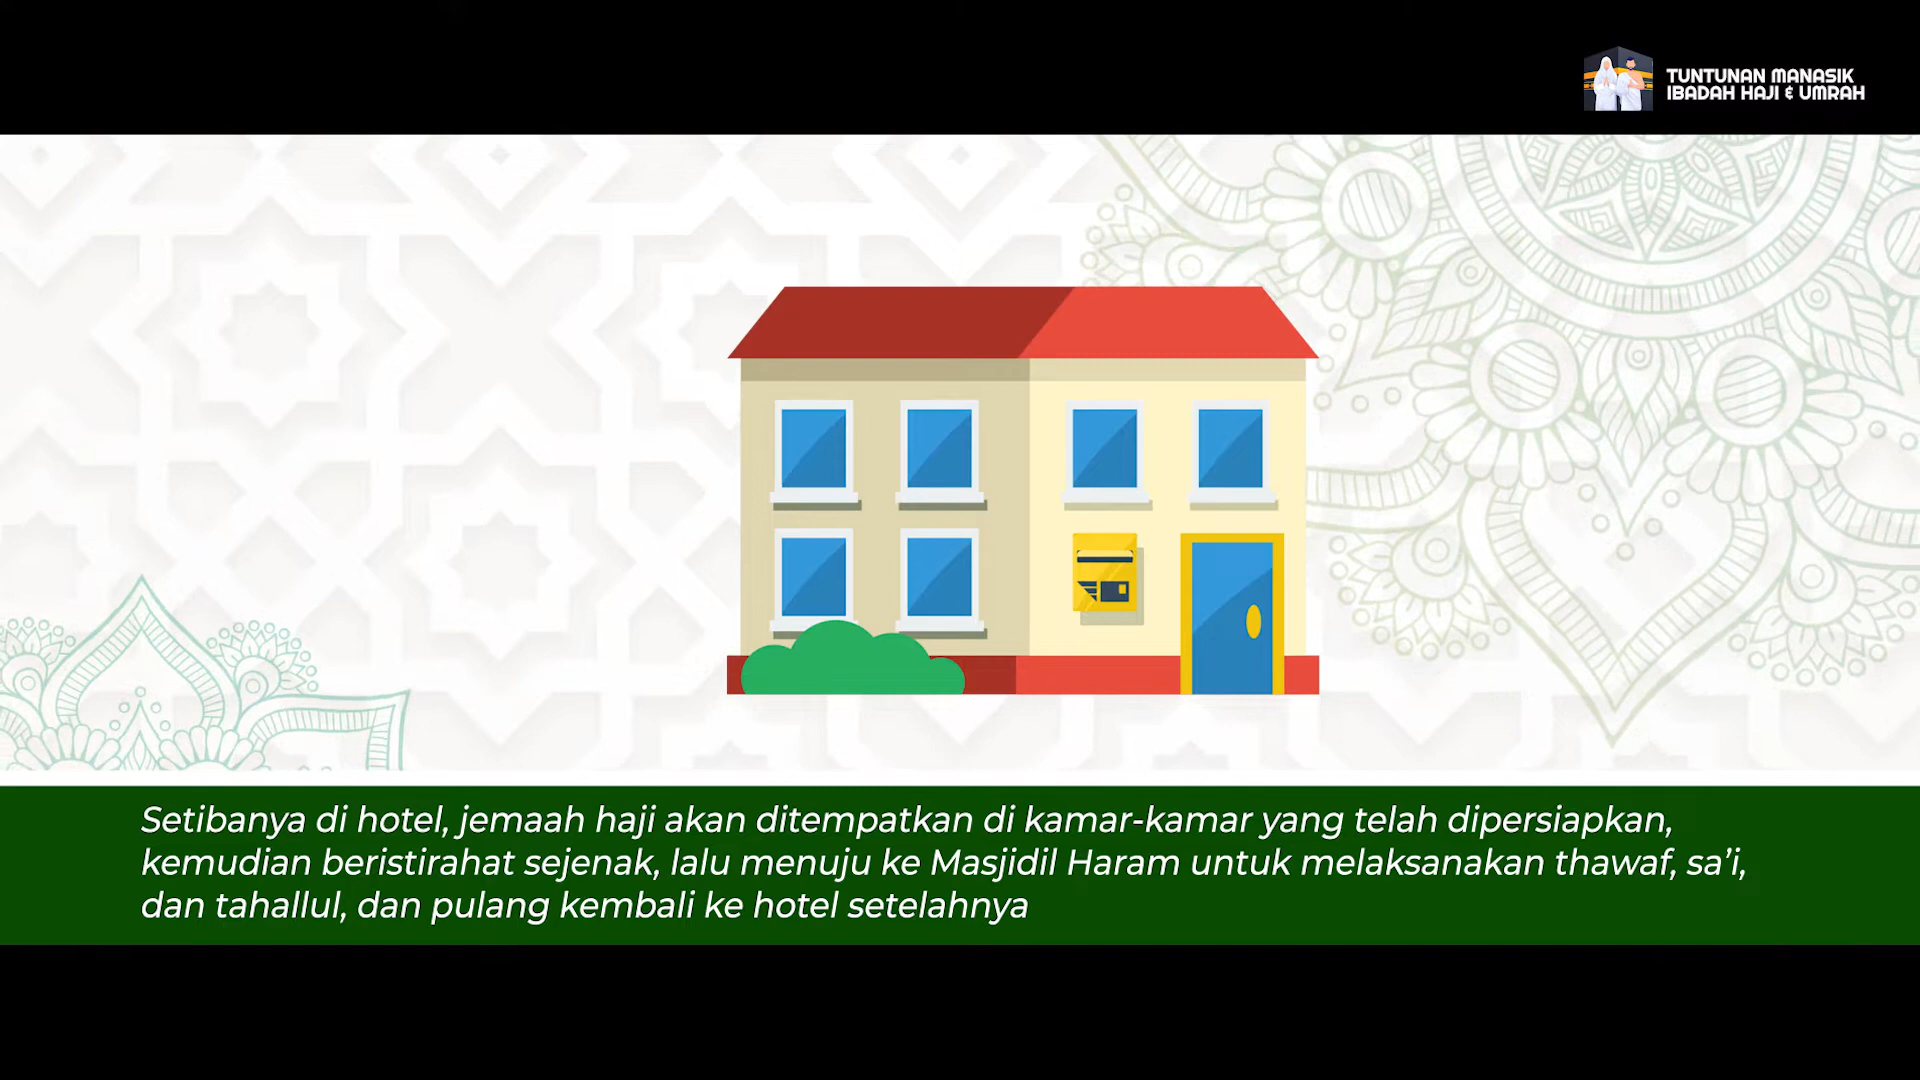 TUNTUNAN MANASIK
IBADAH HAJI & UMRAH
Setibanya di hotel, jemaah haji akan ditempatkan di kamar-kamar yang telah dipersiapkan,
kemudian beristirahat sejenak, lalu menuju ke Masjidil Haram untuk melaksanakan thawaf, sa’i,
dan tahallul, dan pulang kembali ke hotel setelahnya